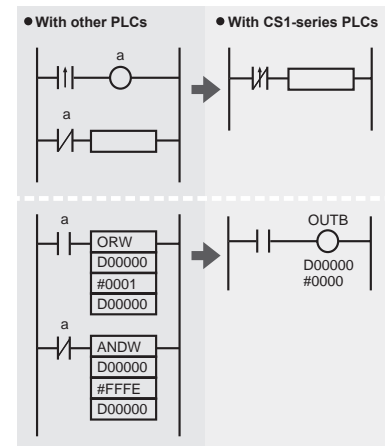 ● With other PLCs
● With CS1-series PLCs
a
a
a
ORW
D00000
#0001
D00000
a
ANDW
D00000
#FFFE
D00000
OUTB
D00000
#0000